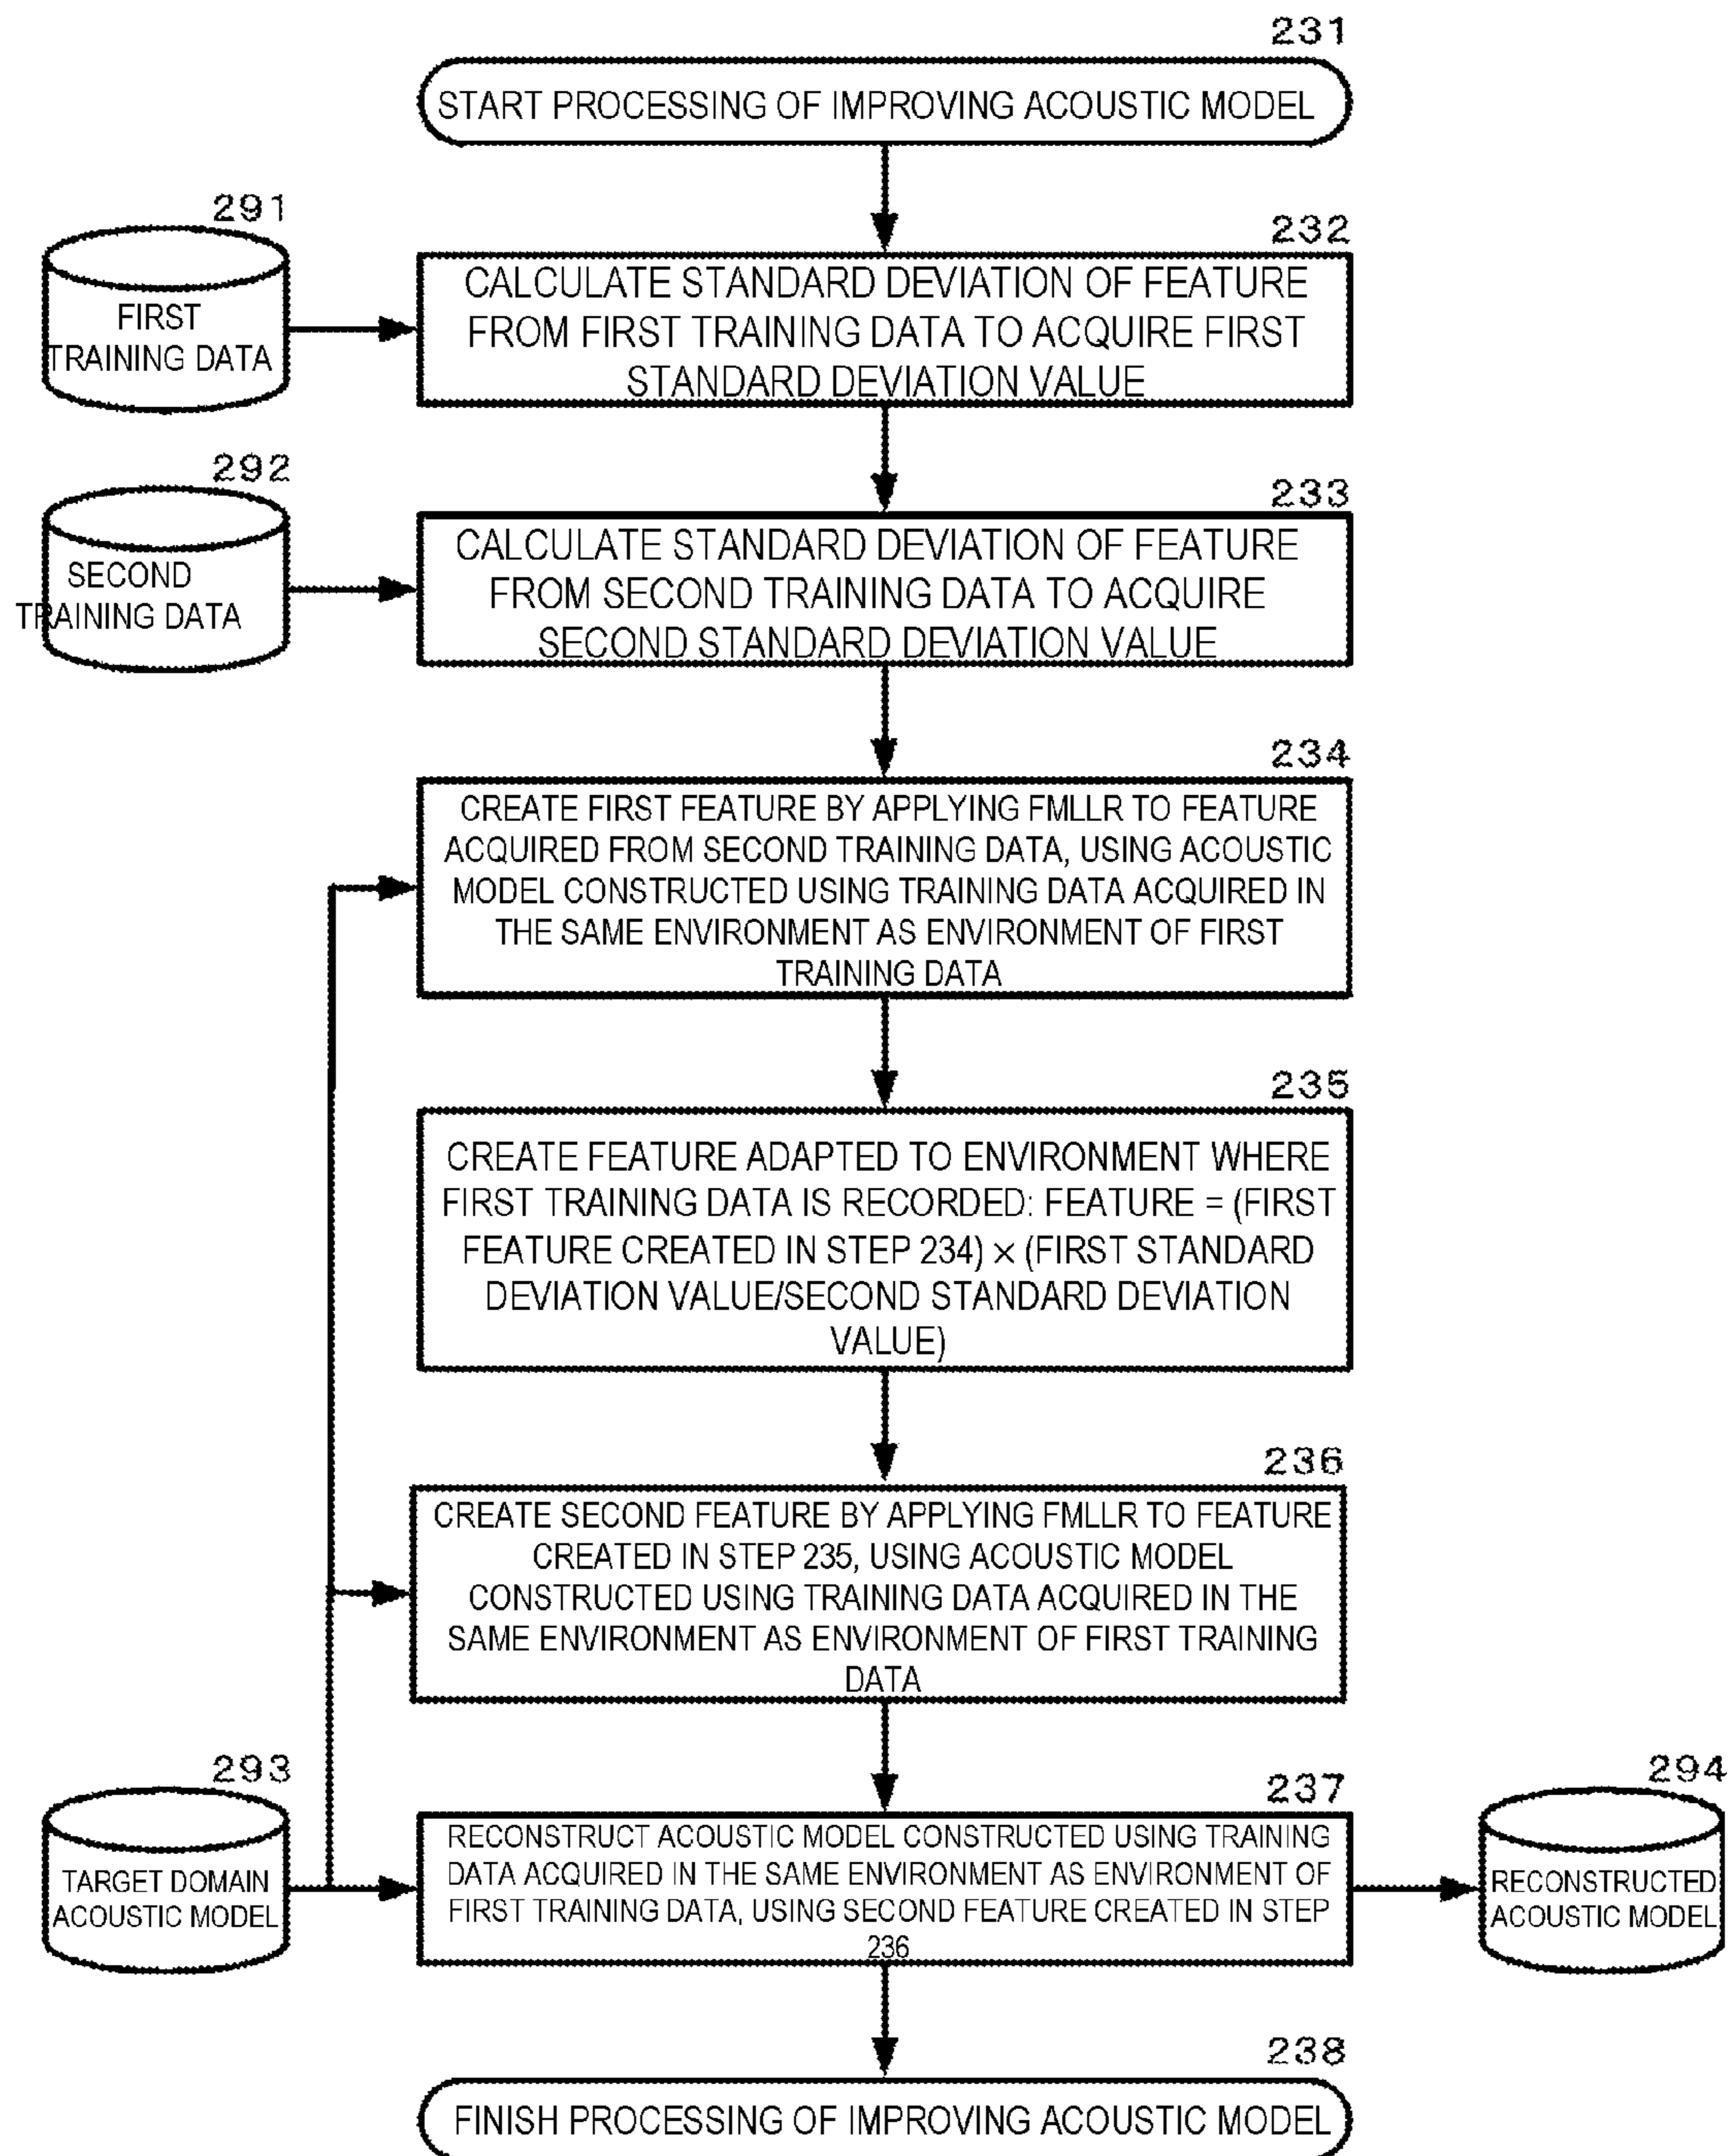 231
START PROCESSING OF IMPROVING ACOUSTIC MODEL
291
FIRST
TRAINING DATA
232
CALCULATE STANDARD DEVIATION OF FEATURE
FROM FIRST TRAINING DATA TO ACQUIRE FIRST
STANDARD DEVIATION VALUE
292
SECOND
TRAINING DATA
233
CALCULATE STANDARD DEVIATION OF FEATURE
FROM SECOND TRAINING DATA TO ACQUIRE
SECOND STANDARD DEVIATION VALUE
234
CREATE FIRST FEATURE BY APPLYING FMLLR TO FEATURE
ACQUIRED FROM SECOND TRAINING DATA, USING ACOUSTIC
MODEL CONSTRUCTED USING TRAINING DATA ACQUIRED IN
THE SAME ENVIRONMENT AS ENVIRONMENT OF FIRST
TRAINING DATA
235
CREATE FEATURE ADAPTED TO ENVIRONMENT WHERE
FIRST TRAINING DATA IS RECORDED: FEATURE = (FIRST
FEATURE CREATED IN STEP 234) × (FIRST STANDARD
DEVIATION VALUE/SECOND STANDARD DEVIATION
VALUE)
236
CREATE SECOND FEATURE BY APPLYING FMLLR TO FEATURE
CREATED IN STEP 235, USING ACOUSTIC MODEL
CONSTRUCTED USING TRAINING DATA ACQUIRED IN THE
SAME ENVIRONMENT AS ENVIRONMENT OF FIRST TRAINING
DATA
293
TARGET DOMAIN
ACOUSTIC MODEL
237
RECONSTRUCT ACOUSTIC MODEL CONSTRUCTED USING TRAINING
DATA ACQUIRED IN THE SAME ENVIRONMENT AS ENVIRONMENT OF
FIRST TRAINING DATA, USING SECOND FEATURE CREATED IN STEP
236
294
RECONSTRUCTED
ACOUSTIC MODEL
238
FINISH PROCESSING OF IMPROVING ACOUSTIC MODEL